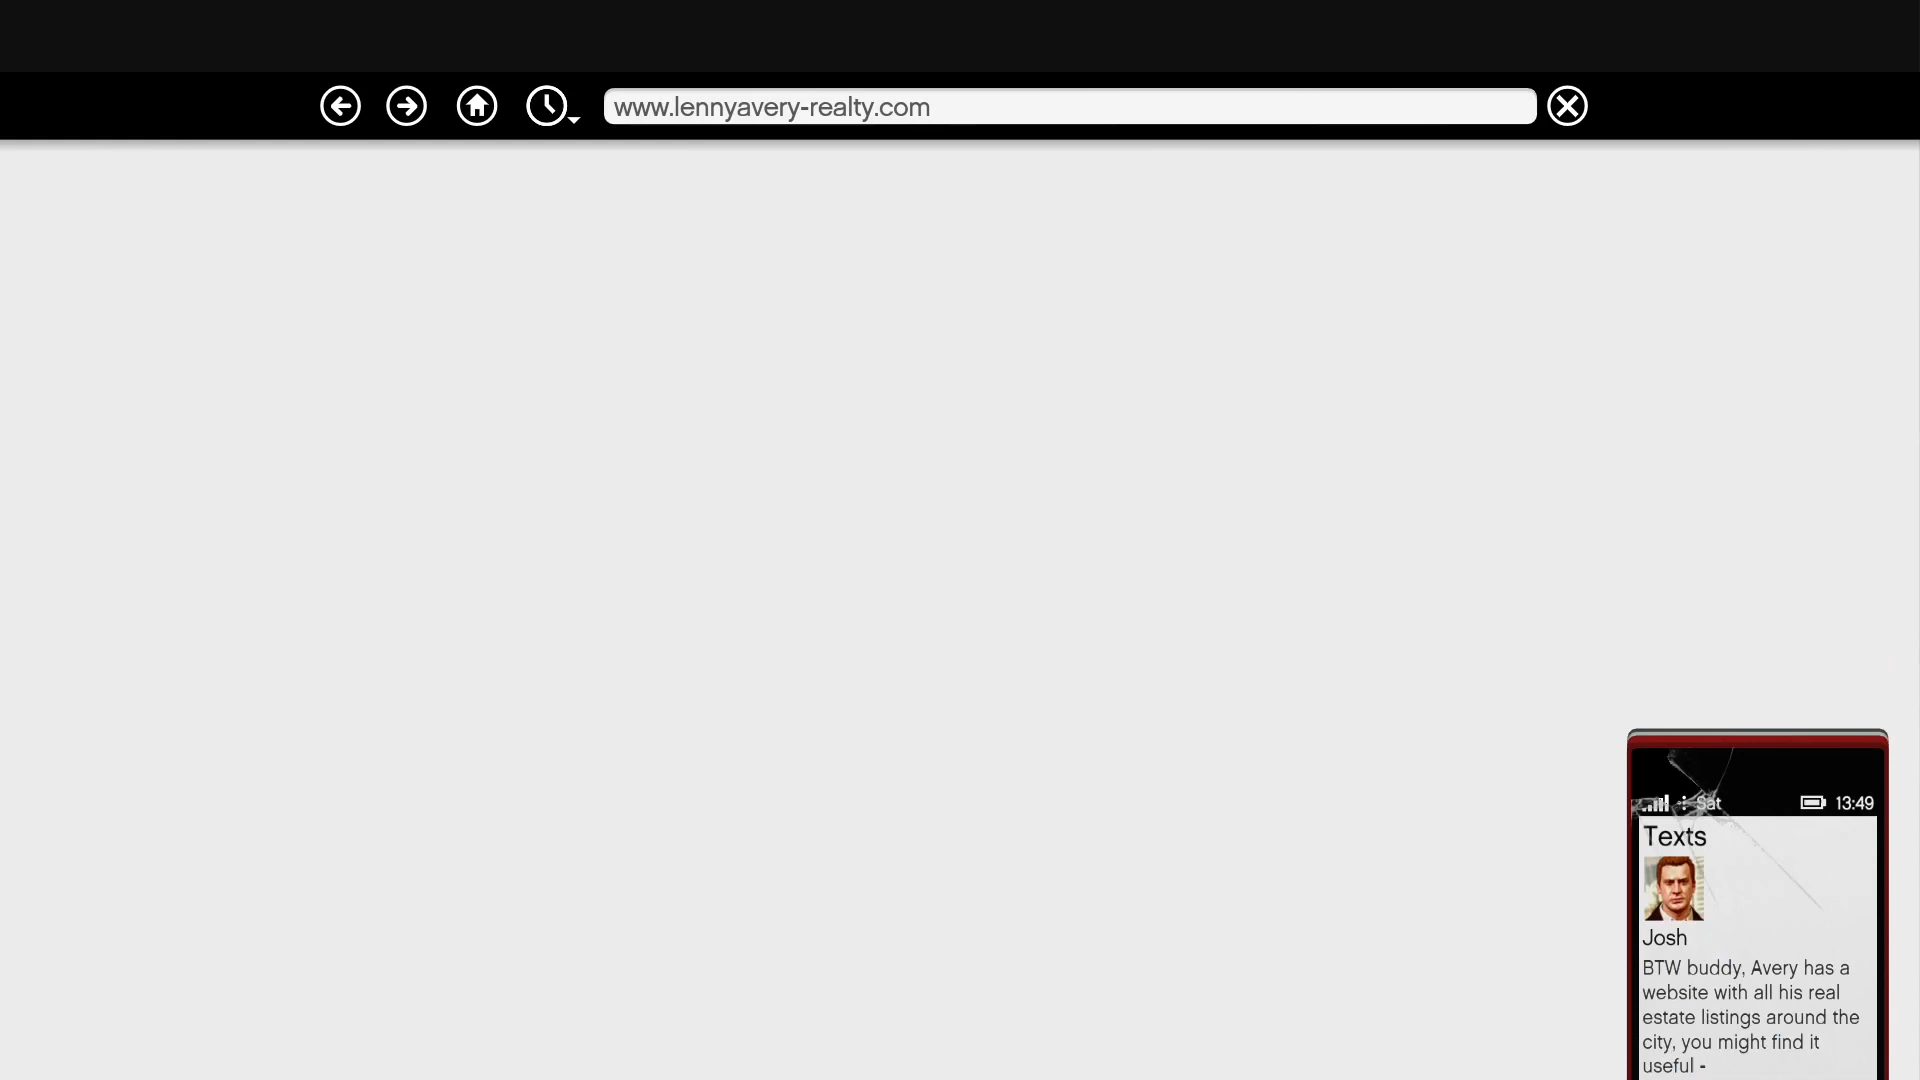 www.lennyavery-realty.com
Sat 13:49
Texts
Josh
BTW buddy, Avery has a
website with all his real
estate listings around the
city, you might find it
useful -